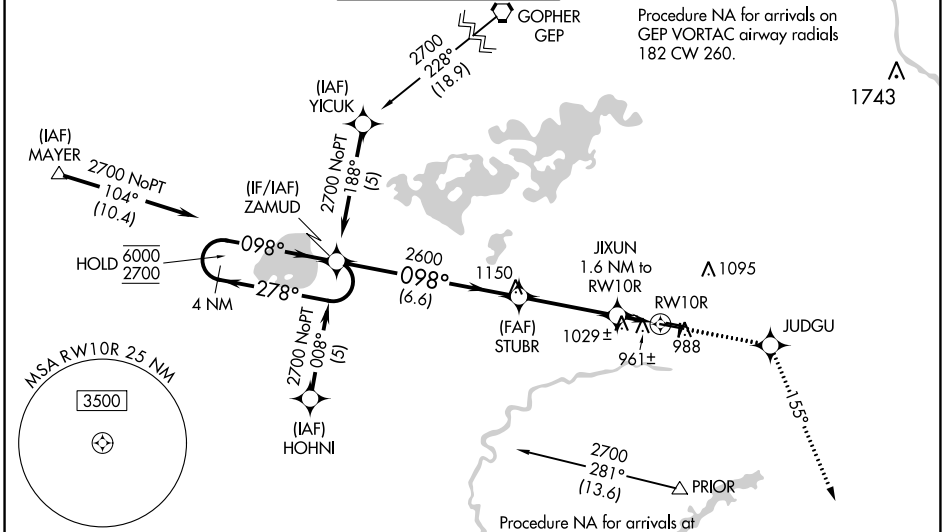 GOPHER
GEP
Procedure NA for arrivals on
GEP VORTAC airway radials
182 CW 260.
1743
2700
228°
(18.9)
(IAF)
YICUK
(IAF)
MAYER
2700 NoPT
104°
(10.4)
2700 NoPT
188°
(5)
(IF/IAF)
ZAMUD
HOLD
6000
2700
098°
278°
4 NM
2600
098°
(6.6)
1150
(FAF)
STUBR
JIXUN
1.6 NM to
RW10R
1095
RW10R
1029±
961±
988
JUDGU
155°
2700 NoPT
008°
(5)
(IAF)
HOHNI
MSA RW10R 25 NM
3500
2700
281°
(13.6)
PRIOR
Procedure NA for arrivals at